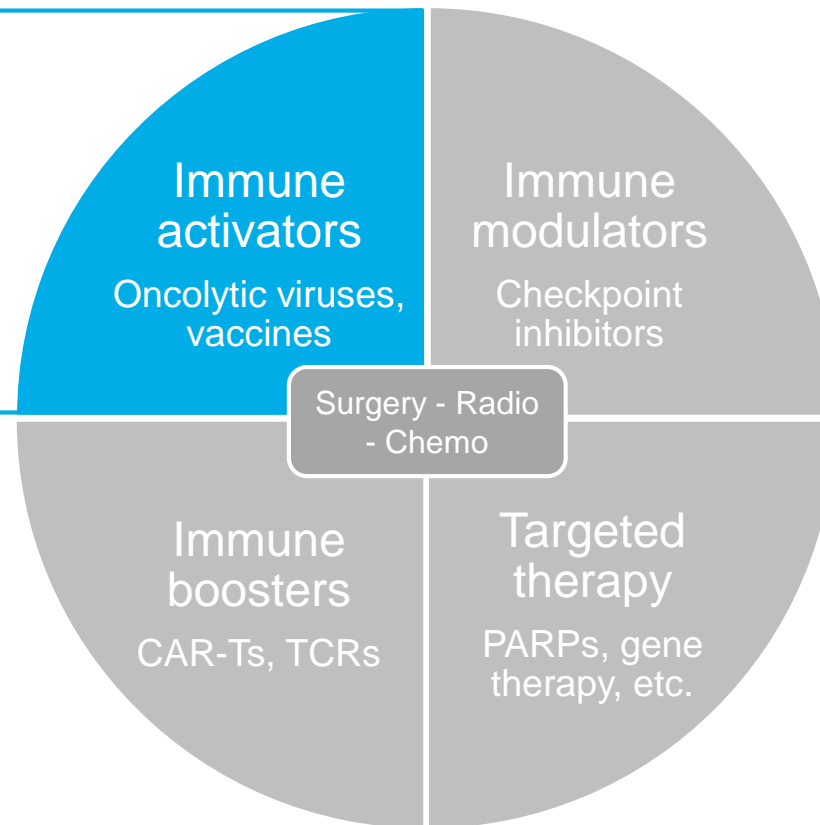 Immune
activators
Oncolytic viruses,
vaccines
Immune
modulators
Checkpoint
inhibitors
Surgery - Radio
- Chemo
Immune
boosters
CAR-Ts, TCRs
Targeted
therapy
PARPs, gene
therapy, etc.